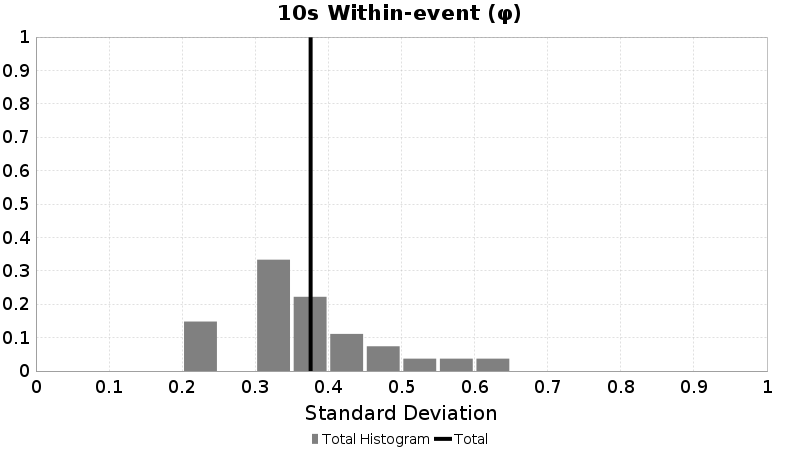 10s Within-event (φ)
1
0.9
0.8
0.7
0.6
0.5
0.4
0.3
0.2
0.1
0
0 0.1 0.2 0.3 0.4 0.5 0.6 0.7 0.8 0.9 1
Standard Deviation
Total Histogram Total